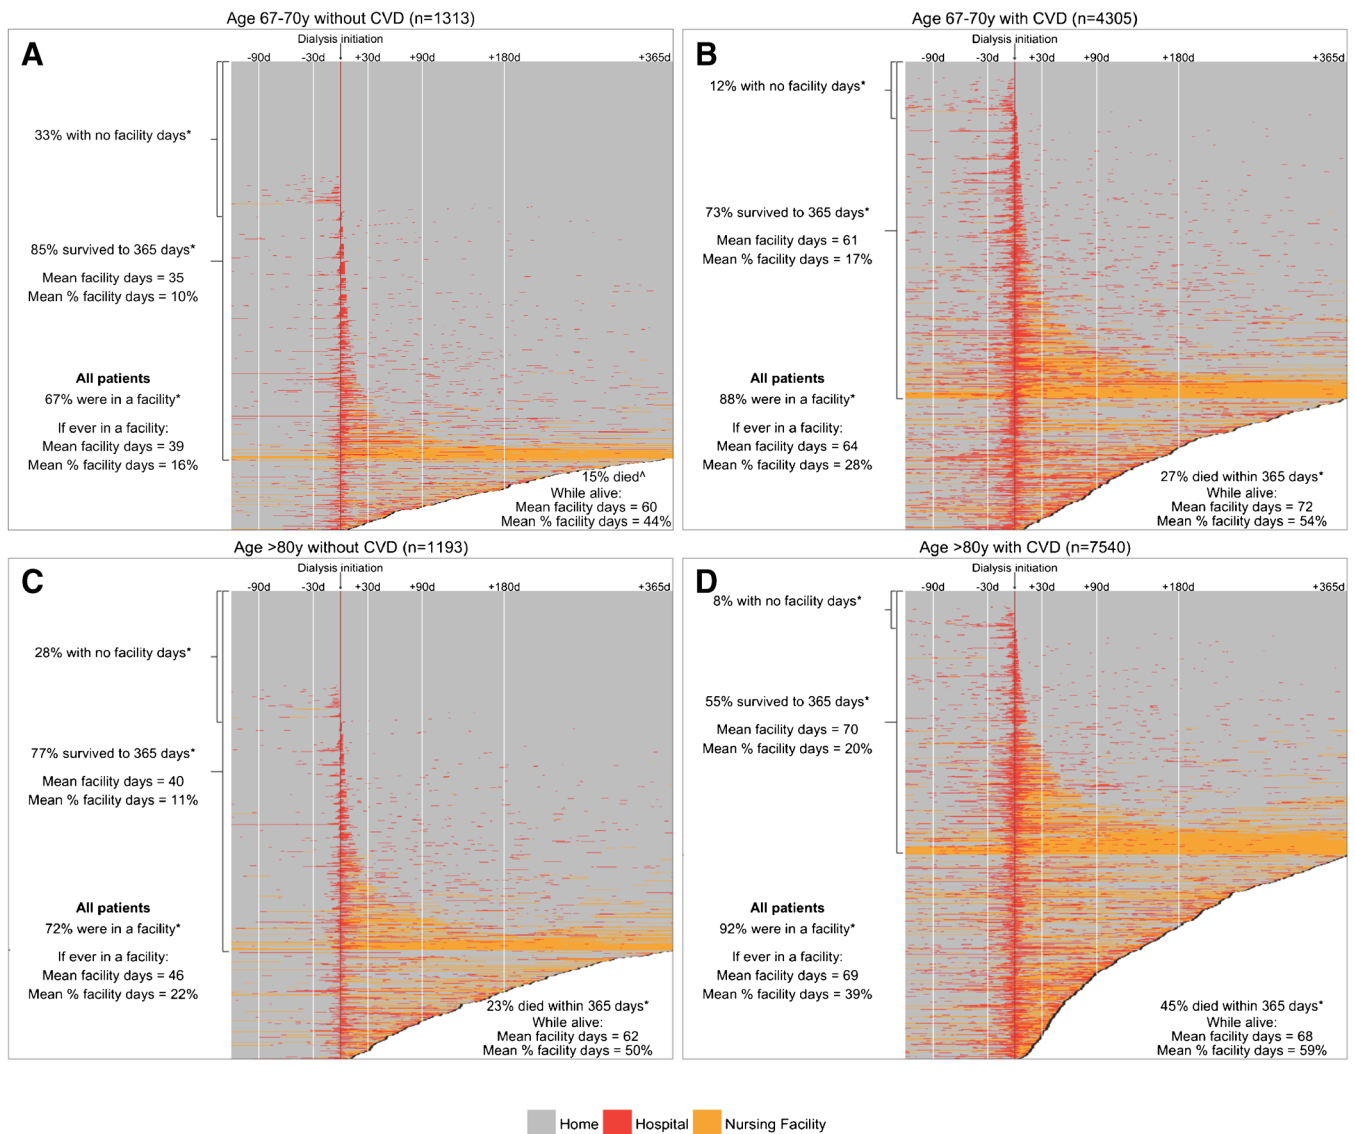 Age 67-70y without CVD (n=1313)
A
Dialysis initiation
-90d -30d +30d +90d +180d +365d
33% with no facility days*
85% survived to 365 days*
Mean facility days = 35
Mean % facility days = 10%
All patients
67% were in a facility*
If ever in a facility:
Mean facility days = 39
Mean % facility days = 16%
15% died^
While alive:
Mean facility days = 60
Mean % facility days = 44%
Age 67-70y with CVD (n=4305)
B
Dialysis initiation
-90d -30d +30d +90d +180d +365d
12% with no facility days*
73% survived to 365 days*
Mean facility days = 61
Mean % facility days = 17%
All patients
88% were in a facility*
If ever in a facility:
Mean facility days = 64
Mean % facility days = 28%
27% died within 365 days*
While alive:
Mean facility days = 72
Mean % facility days = 54%
Age >80y without CVD (n=1193)
C
Dialysis initiation
-90d -30d +30d +90d +180d +365d
28% with no facility days*
77% survived to 365 days*
Mean facility days = 40
Mean % facility days = 11%
All patients
72% were in a facility*
If ever in a facility:
Mean facility days = 46
Mean % facility days = 22%
23% died within 365 days*
While alive:
Mean facility days = 62
Mean % facility days = 50%
Age >80y with CVD (n=7540)
D
Dialysis initiation
-90d -30d +30d +90d +180d +365d
8% with no facility days*
55% survived to 365 days*
Mean facility days = 70
Mean % facility days = 20%
All patients
92% were in a facility*
If ever in a facility:
Mean facility days = 69
Mean % facility days = 39%
45% died within 365 days*
While alive:
Mean facility days = 68
Mean % facility days = 59%
Home Hospital Nursing Facility